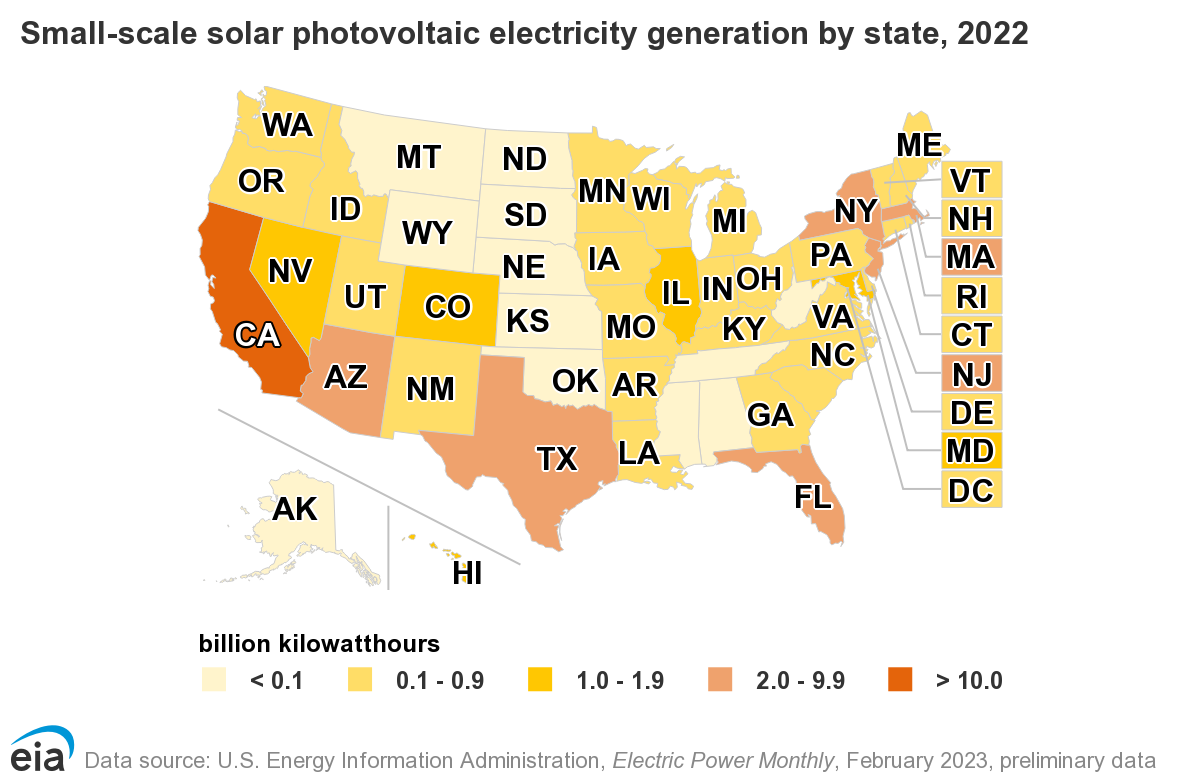 Small-scale solar photovoltaic electricity generation by state, 2022
WA
MT
ND
MN
WI
MI
ME
VT
OR
ID
WY
SD
NY
NH
NV
UT
CO
NE
IA
IL
IN
OH
PA
MA
RI
CA
KS
MO
KY
VA
CT
AZ
NM
OK
AR
NC
NJ
TX
LA
GA
DE
MD
FL
DC
AK
HI
billion kilowatthours
< 0.1 0.1 - 0.9 1.0 - 1.9 2.0 - 9.9 > 10.0
eia Data source: U.S. Energy Information Administration, Electric Power Monthly, February 2023, preliminary data